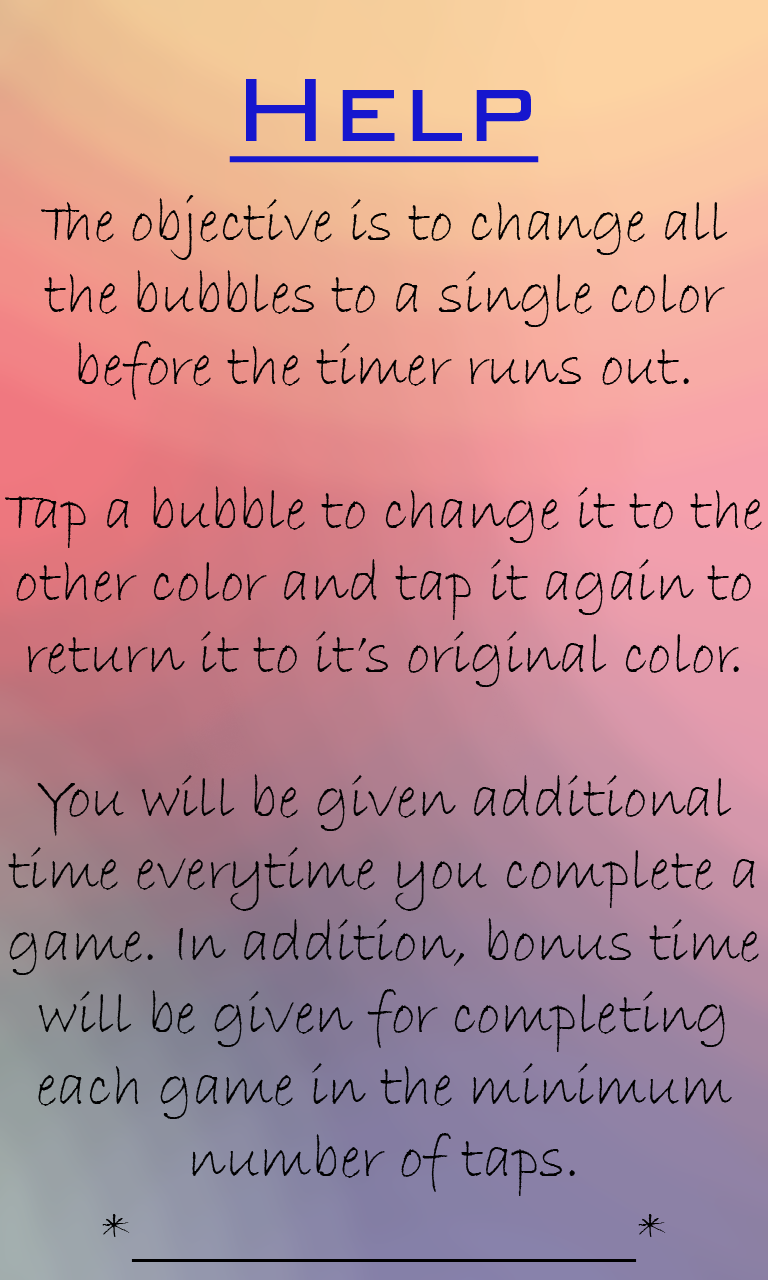 Help
The objective is to change all
the bubbles to a single color
before the timer runs out.
Tap a bubble to change it to the
other color and tap it again to
return it to it's original color.
You will be given additional
time everytime you complete a
game. In addition, bonus time
will be given for completing
each game in the minimum
number of taps.
* *